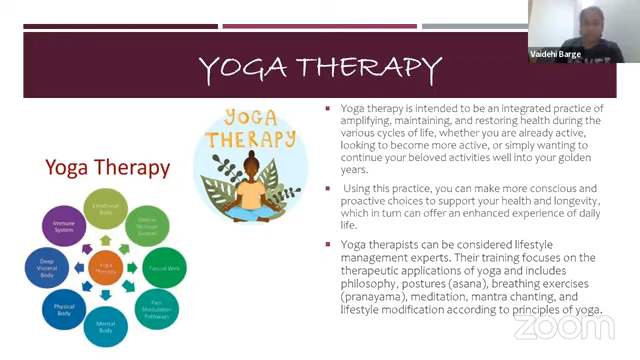 Vaidehi Barge
YOGA THERAPY
YOGA
THERAPY
Yoga Therapy
Emotional
Body
Immune
System
Nervous
System
Deep
Visceral
Body
Yoga
Therapy
Fascial Web
Physical
Body
Pain
Modulation
Pathways
Mental
Body
Yoga therapy is intended to be an integrated practice of
amplifying, maintaining, and restoring health during the
various cycles of life, whether you are already active,
looking to become more active, or simply wanting to
continue your beloved activities well into your golden
years.
Using this practice, you can make more conscious and
proactive choices to support your health and longevity,
which in turn can offer an enhanced experience of daily
life.
Yoga therapists can be considered lifestyle
management experts. Their training focuses on the
therapeutic applications of yoga and includes
philosophy, postures (asana), breathing exercises
(pranayama), meditation, mantra chanting, and
lifestyle modification according to principles of yoga.
zoom